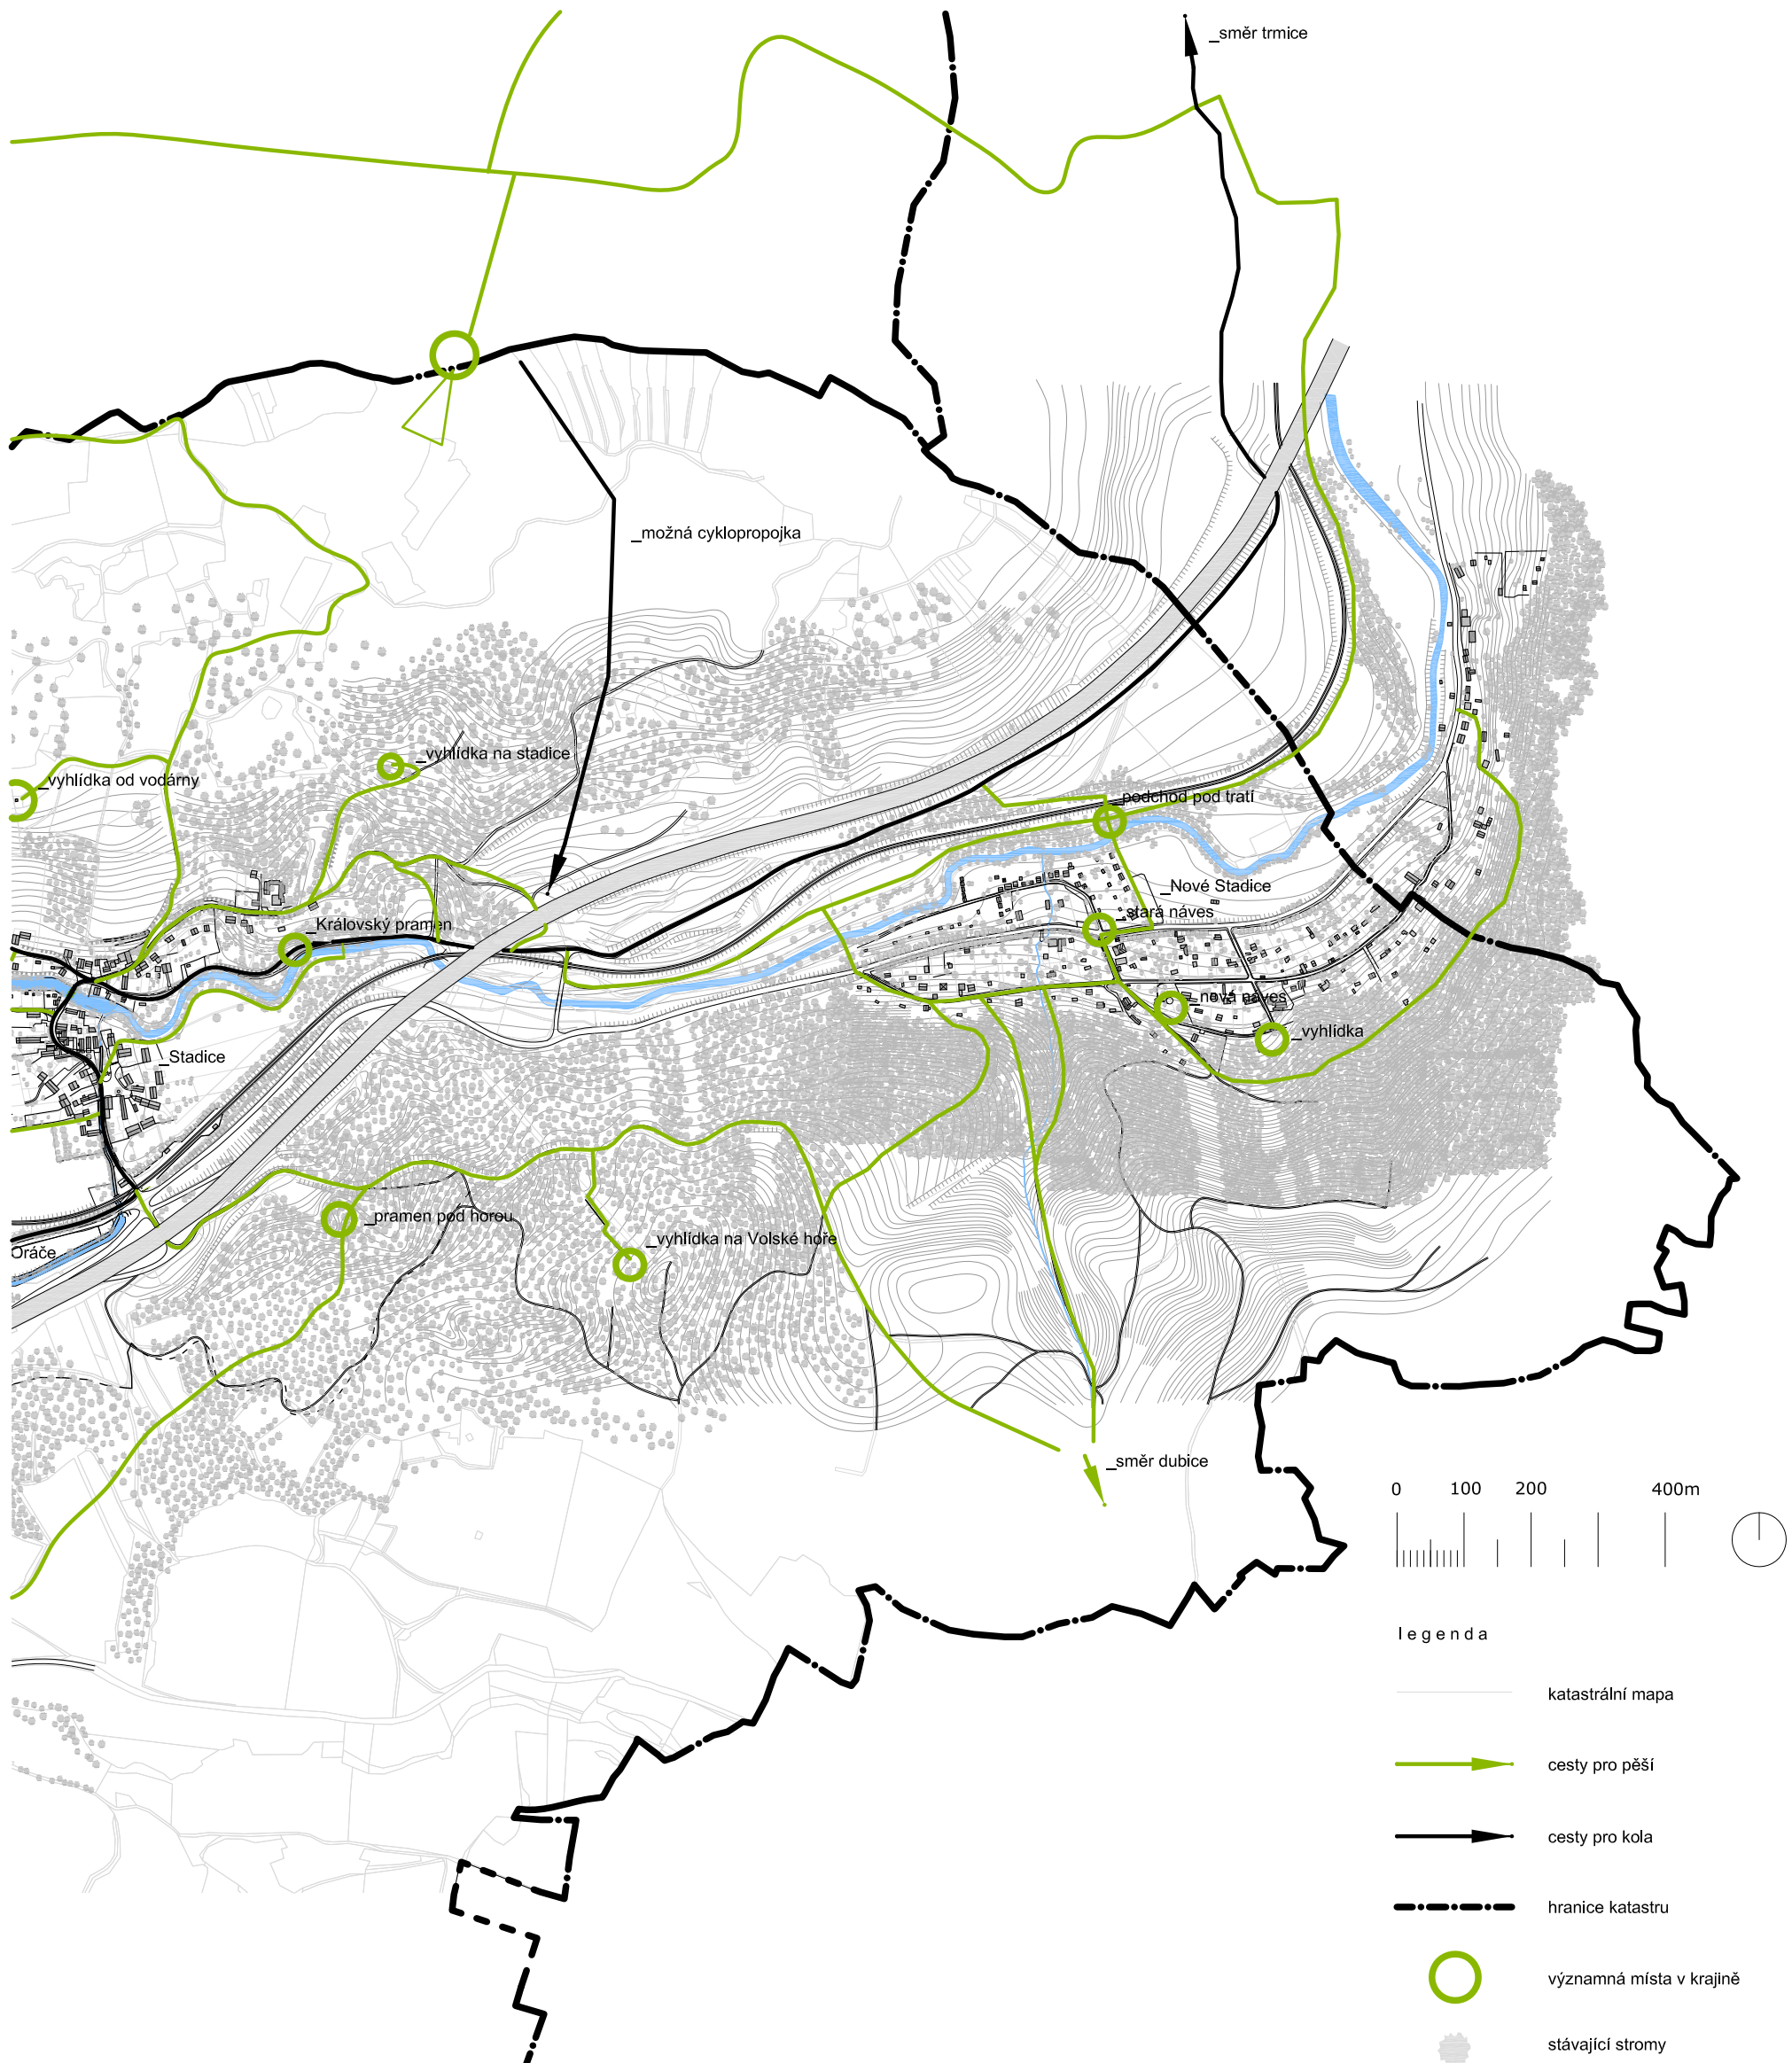 _směr trmice
_možná cyklopropojka
_vyhlídka na stadice
_vyhlídka od vodárny
_podchod pod tratí
_Nové Stadice
_stará náves
_Královský pramen
_nová náves
_vyhlídka
_Stadice
_pramen pod horou
_vyhlídka na Volské hoře
Oráče
_směr dubice
0 100 200 400m
legenda
katastrální mapa
cesty pro pěší
cesty pro kola
hranice katastru
významná místa v krajině
stávající stromy